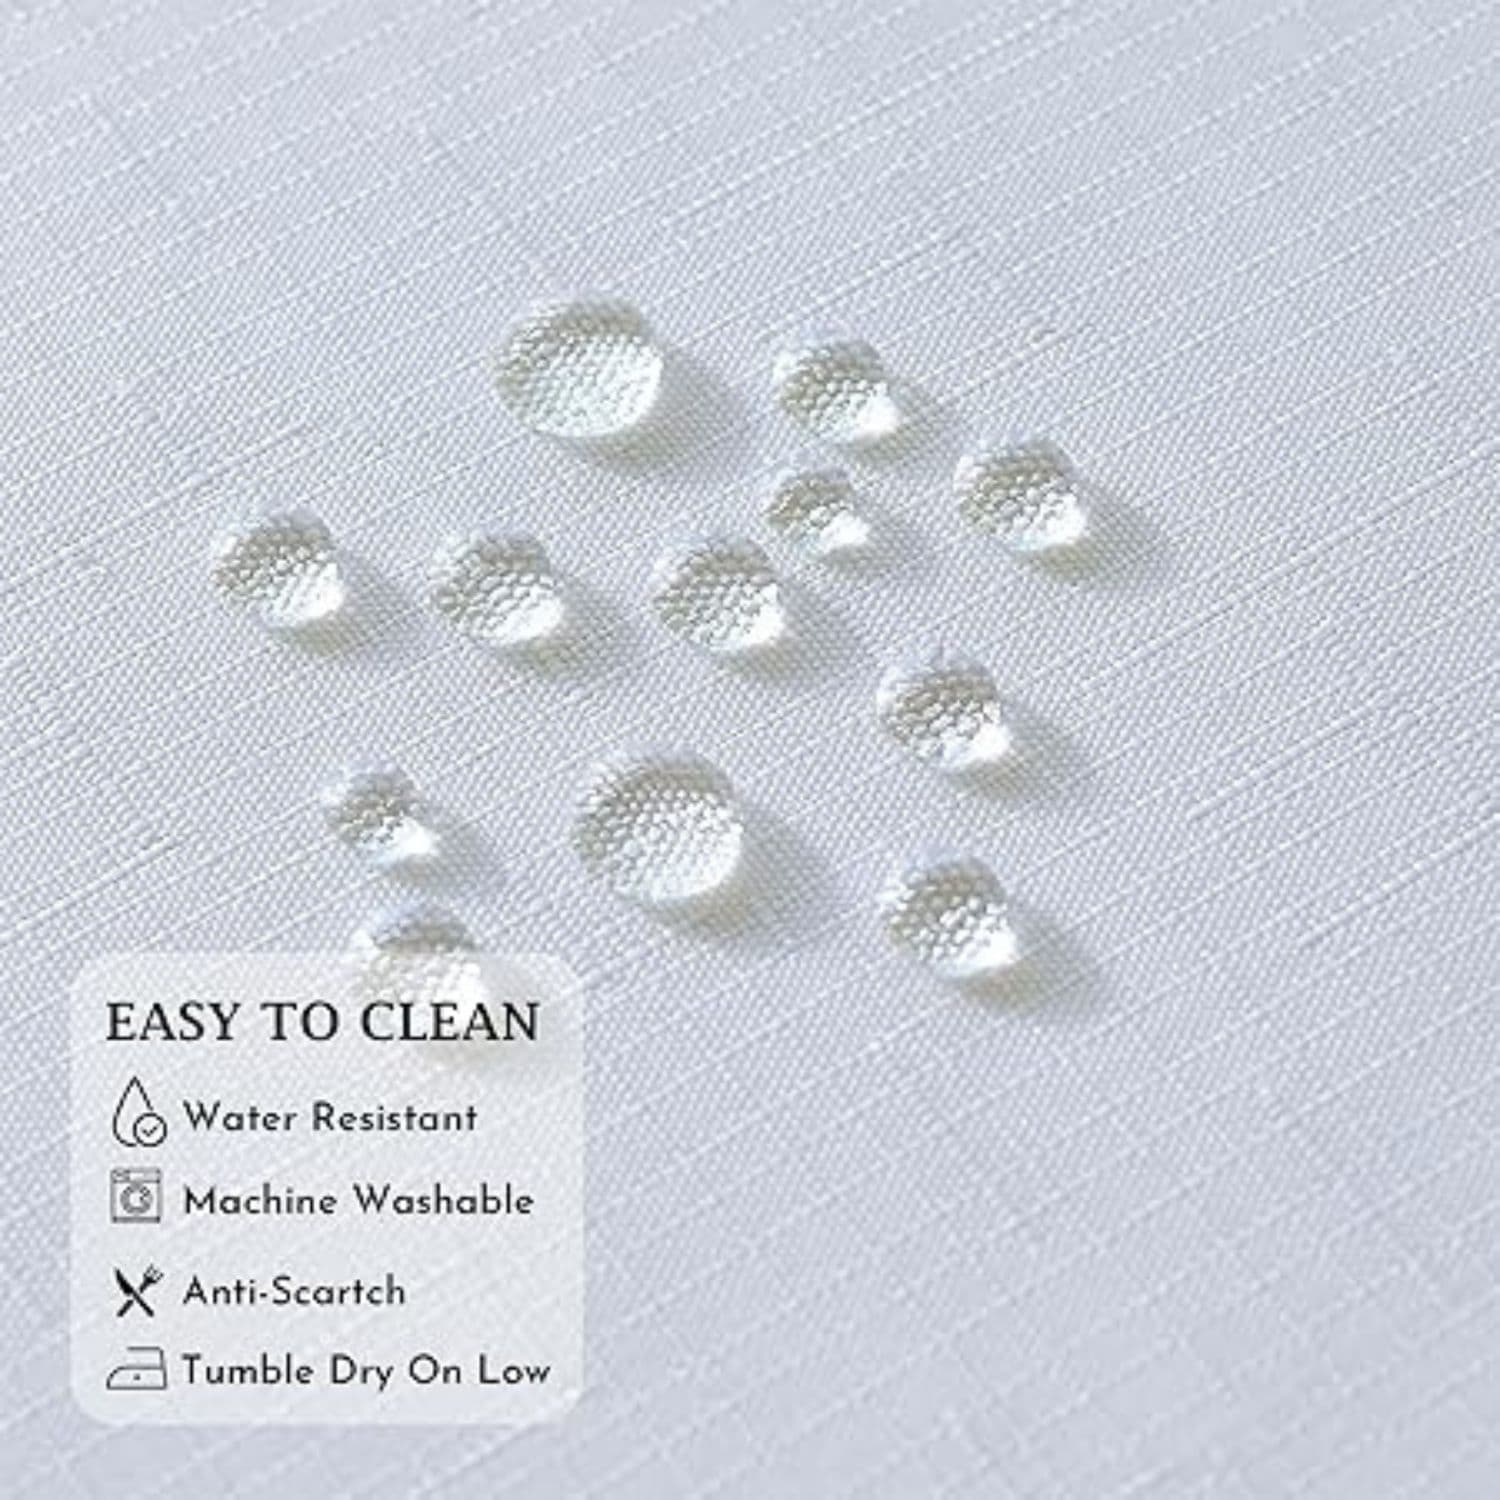 EASY TO CLEAN
Water Resistant
Machine Washable
Anti-Scartch
Tumble Dry On Low